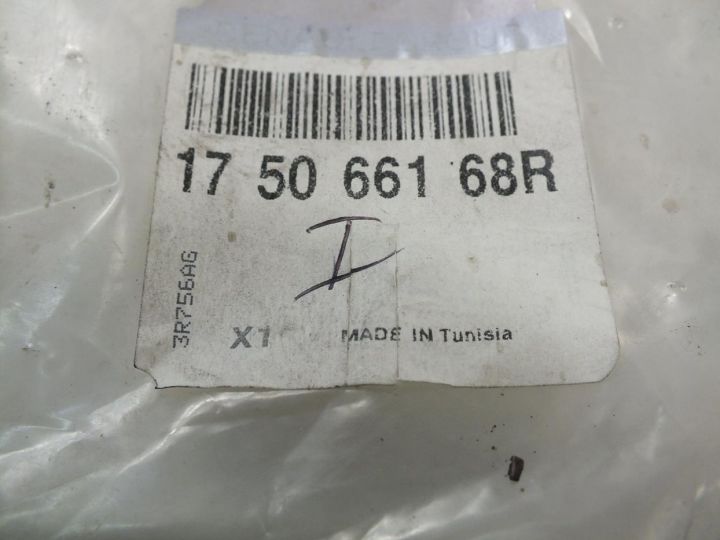 17 50 661 68R
I
3R756AG
X1
MADE IN Tunisia